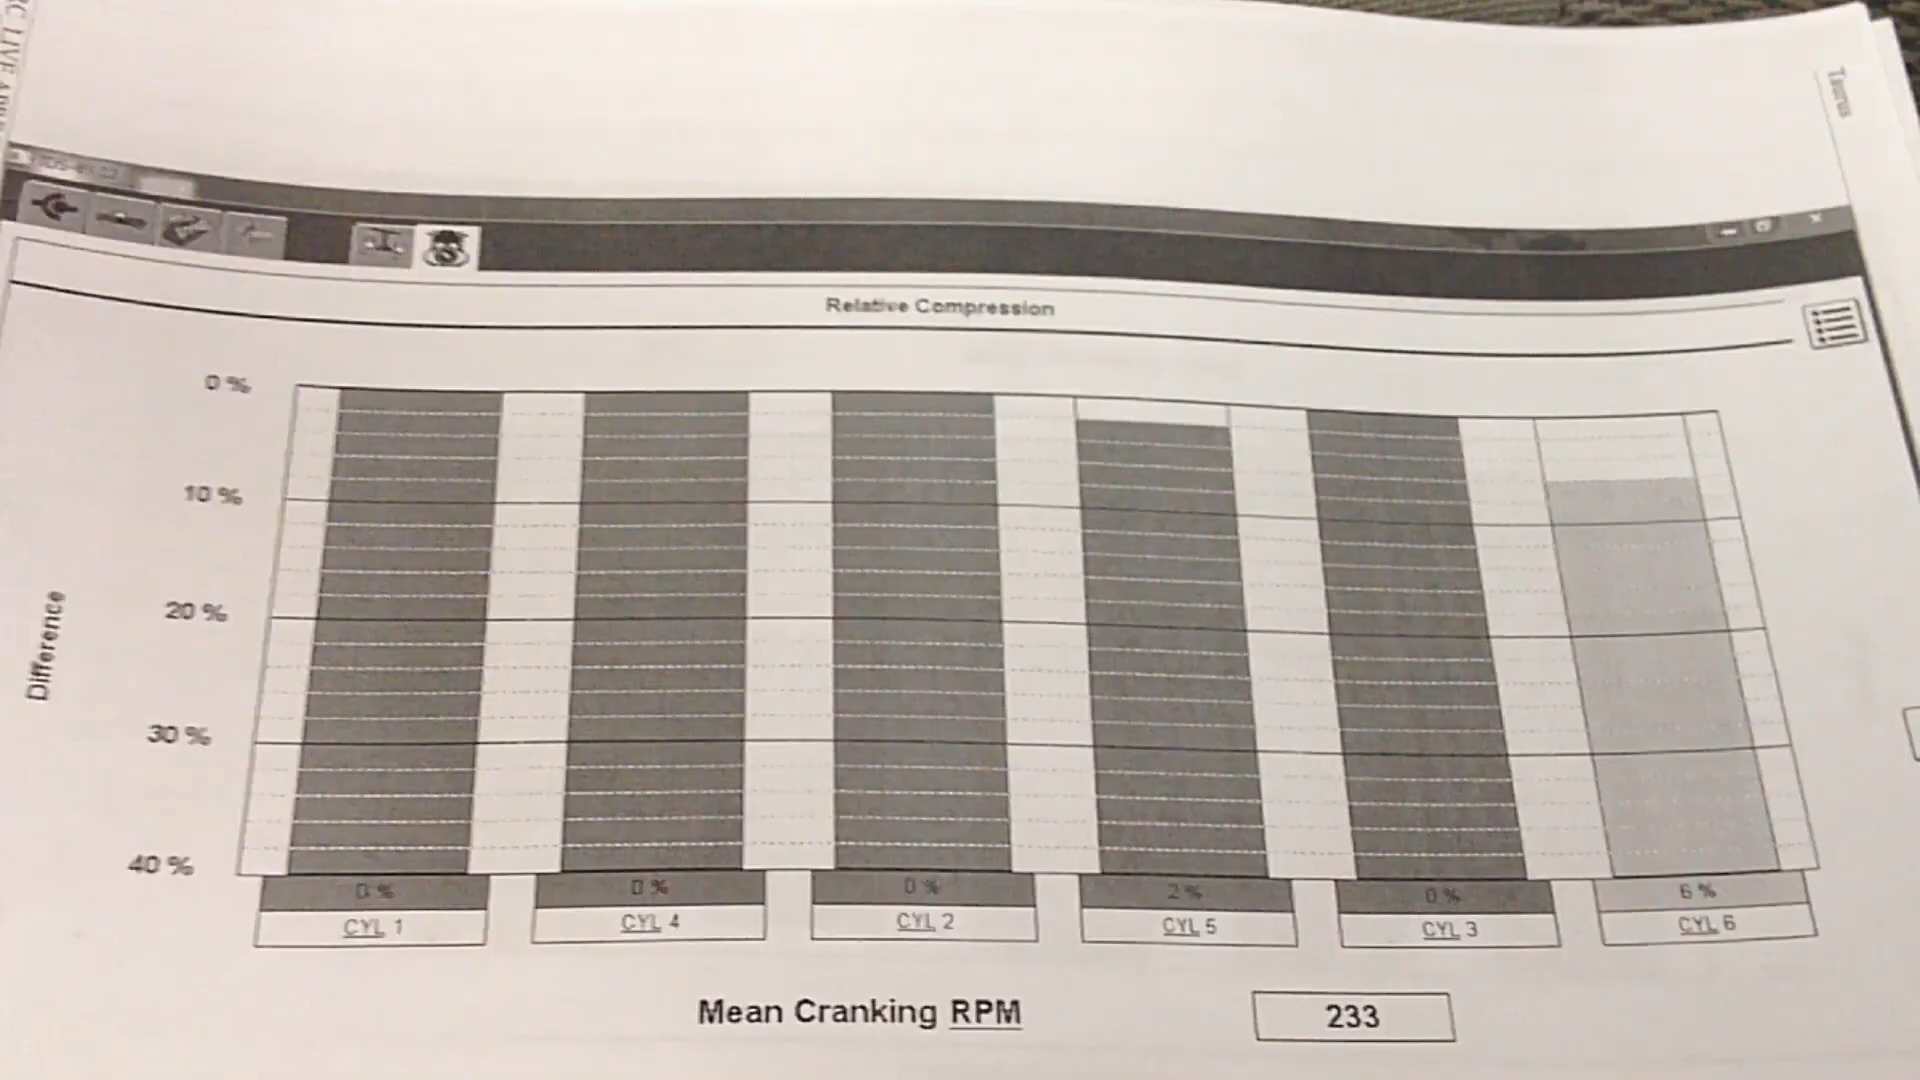 Taurus
Relative Compression
0 %
10 %
20 %
30 %
40 %
Difference
0 % 0 % 0 % 2 % 0 % 6 %
CYL 1 CYL 4 CYL 2 CYL 5 CYL 3 CYL 6
Mean Cranking RPM 233